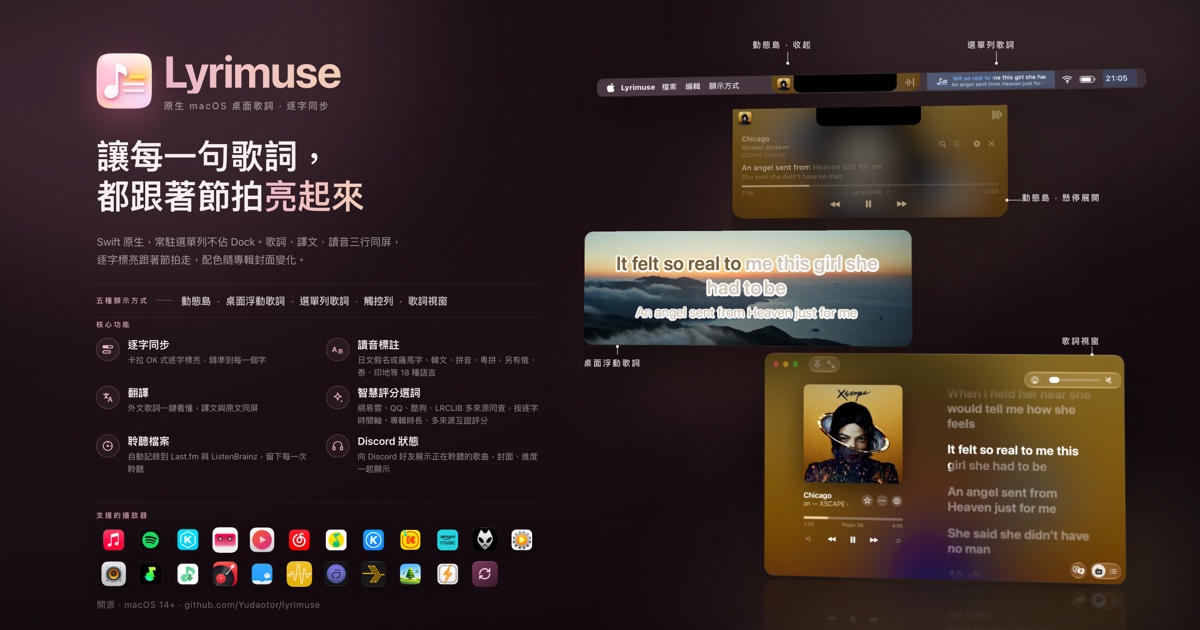 Lyrimuse
原生 macOS 桌面歌詞 · 逐字同步
讓每一句歌詞，
都跟著節拍亮起來
Swift 原生，常駐選單列不佔 Dock。歌詞、譯文、讀音三行同屏，
逐字標亮跟著節拍走，配色隨專輯封面變化。
五種顯示方式 動態島 · 桌面浮動歌詞 · 選單列歌詞 · 觸控列 · 歌詞視窗
核心功能
逐字同步
卡拉 OK 式逐字標亮，精準到每一個字
讀音標註
日文假名或羅馬字、韓文、拼音、粵拼，另有俄、
泰、印地等 18 種語言
翻譯
外文歌詞一鍵看懂，譯文與原文同屏
智慧評分選詞
網易雲、QQ、酷狗、LRCLIB 多來源同查，按逐字
時間軸、專輯時長、多來源互證評分
聆聽檔案
自動記錄到 Last.fm 與 ListenBrainz，留下每一次
聆聽
Discord 狀態
向 Discord 好友展示正在聆聽的歌曲，封面、進度
一起顯示
支援的播放器
amazon music
開源 · macOS 14+ · github.com/Yudaotor/lyrimuse
動態島 · 收起
選單列歌詞
Lyrimuse 檔案 編輯 顯示方式
felt so real to me this girl she had
An angel sent from Heaven just for
21:05
Chicago
Michael Jackson
An angel sent from Heaven just for me
She said she didn't have no man
動態島 · 懸停展開
It felt so real to me this girl she
had to be
An angel sent from Heaven just for me
桌面浮動歌詞
歌詞視窗
Xscape
Chicago
on — XSCAPE
When I held her near she
would tell me how she
feels
It felt so real to me this
girl she had to be
An angel sent from
Heaven just for me
She said she didn't have
no man